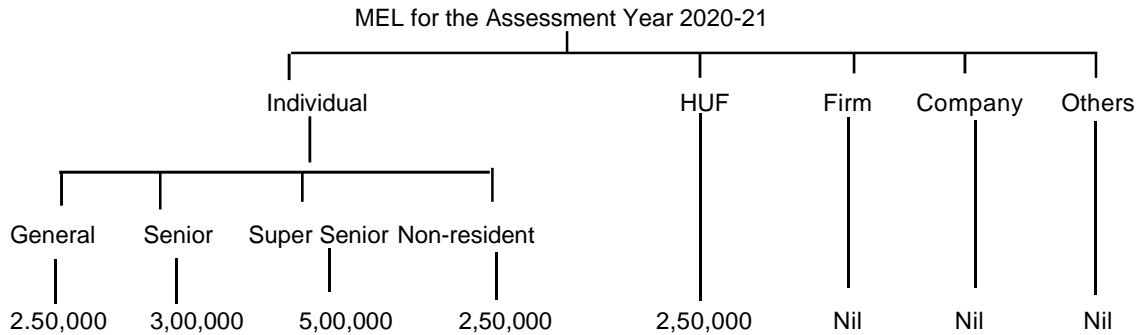 MEL for the Assessment Year 2020-21
Individual HUF Firm Company Others
General Senior Super Senior Non-resident
2.50,000 3,00,000 5,00,000 2,50,000 2,50,000 Nil Nil Nil